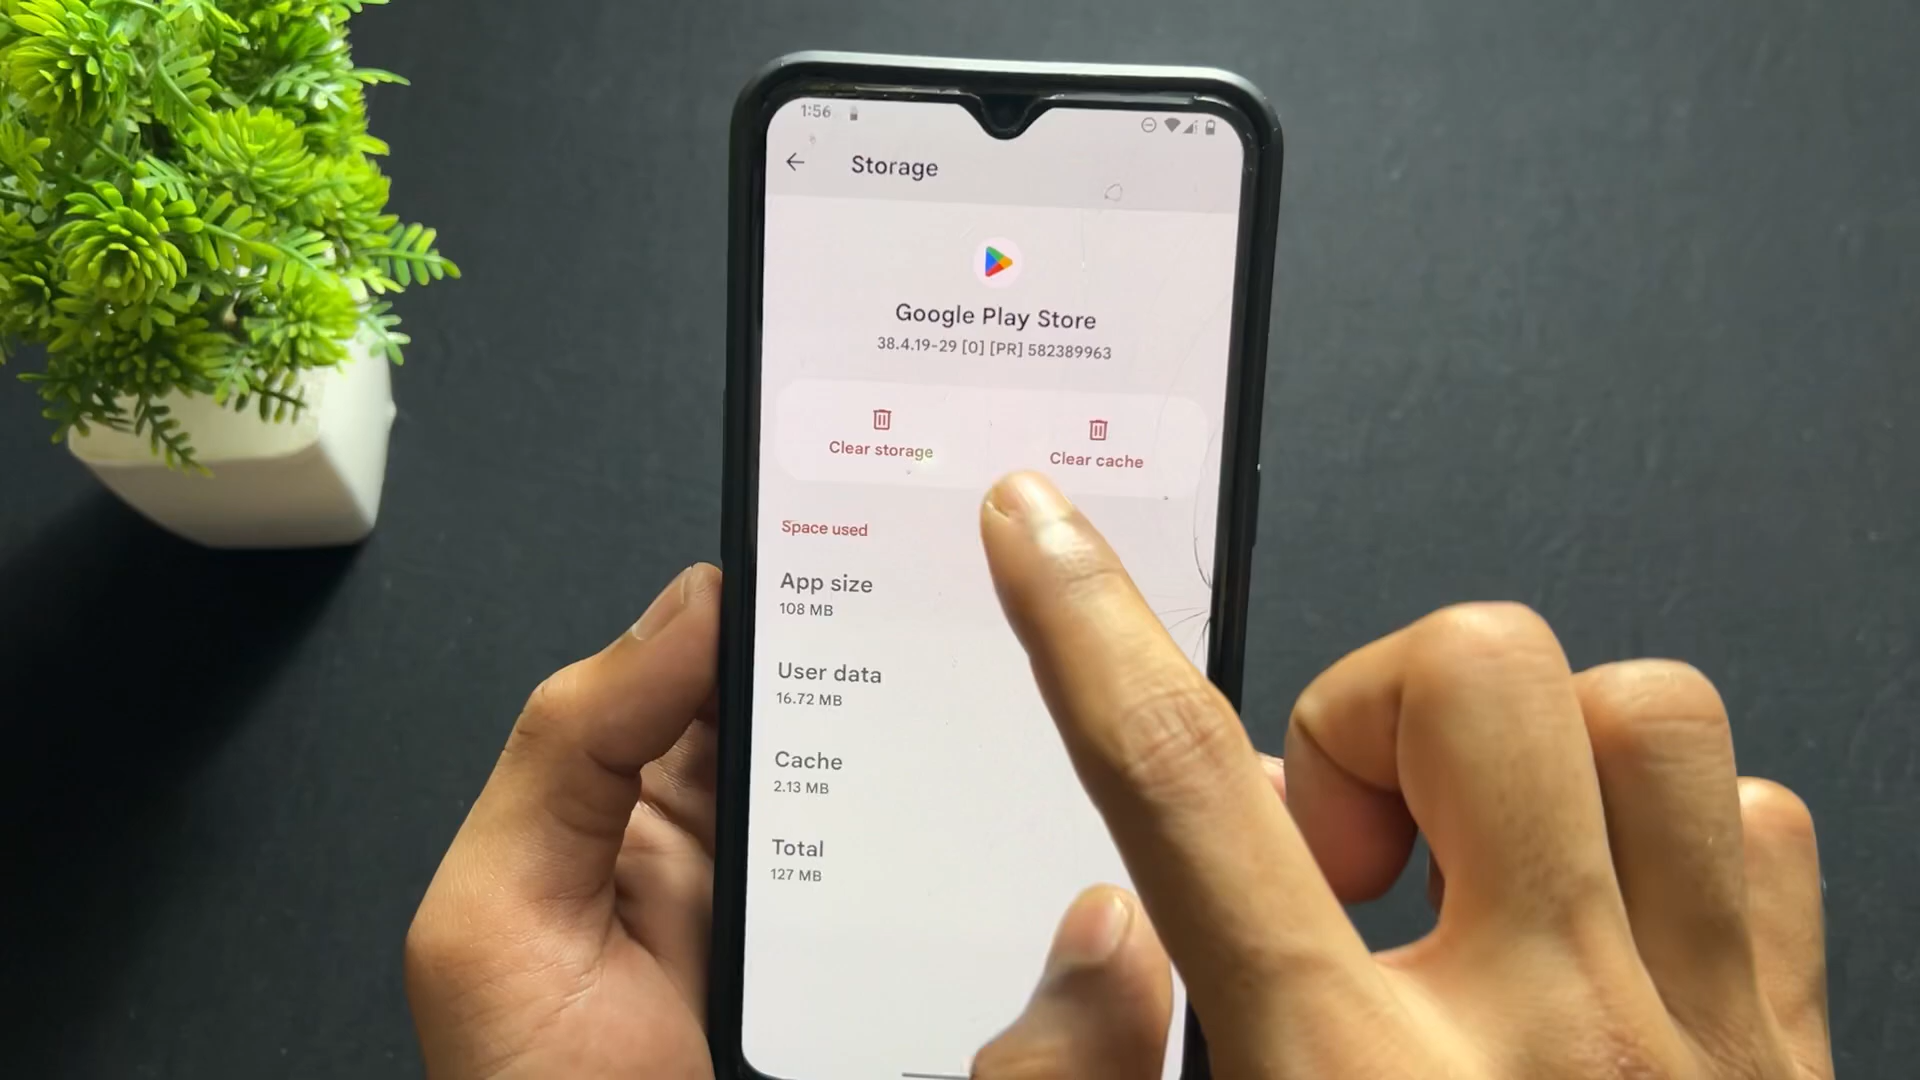 1:56
Storage
Google Play Store
38.4.19-29 [0] [PR] 582389963
Clear storage
Clear cache
Space used
App size
108 MB
User data
16.72 MB
Cache
2.13 MB
Total
127 MB